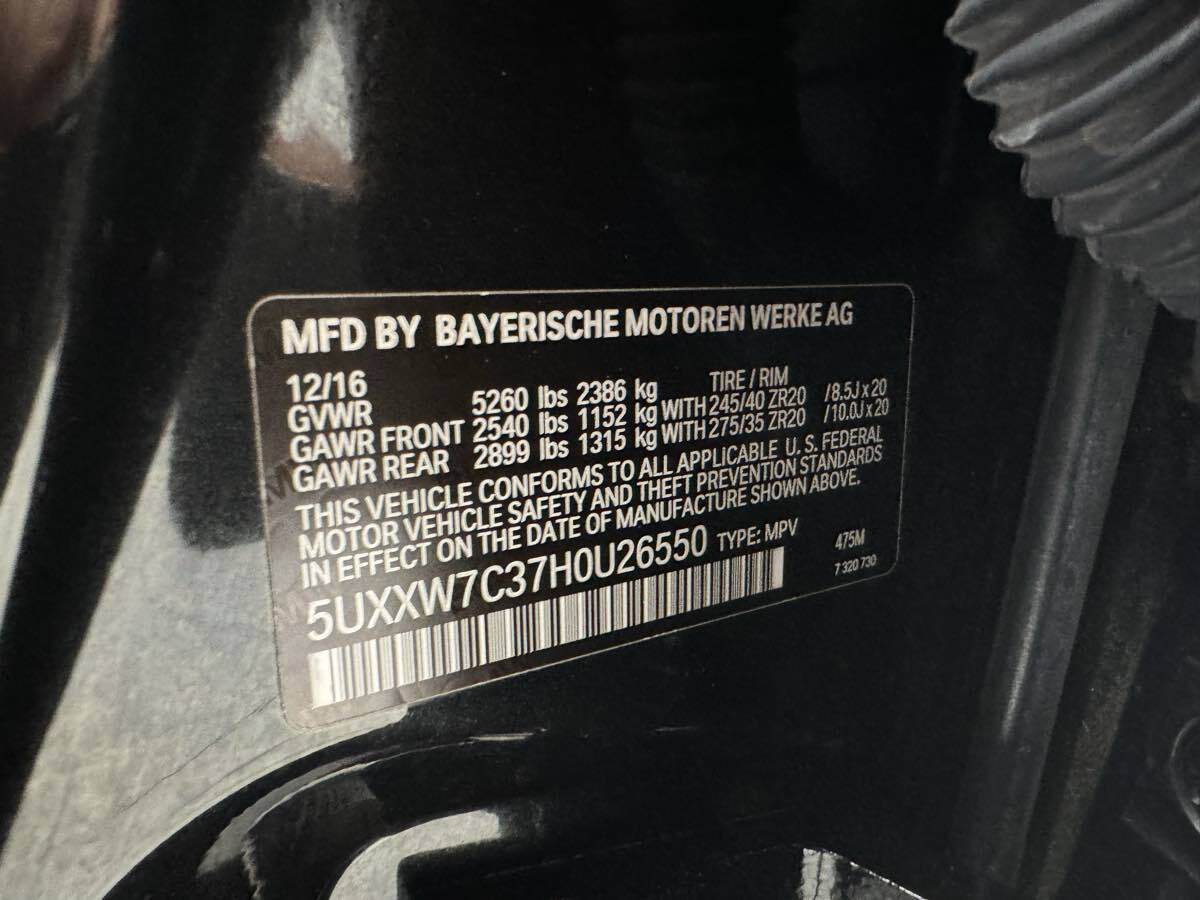 MFD BY BAYERISCHE MOTOREN WERKE AG
12/16 TIRE / RIM
GVWR 5260 lbs 2386 kg
GAWR FRONT 2540 lbs 1152 kg WITH 245/40 ZR20 /8.5J x 20
GAWR REAR 2899 lbs 1315 kg WITH 275/35 ZR20 /10.0J x 20
THIS VEHICLE CONFORMS TO ALL APPLICABLE U. S. FEDERAL
MOTOR VEHICLE SAFETY AND THEFT PREVENTION STANDARDS
IN EFFECT ON THE DATE OF MANUFACTURE SHOWN ABOVE.
5UXXW7C37H0U26550 TYPE: MPV 475M
7 320 730